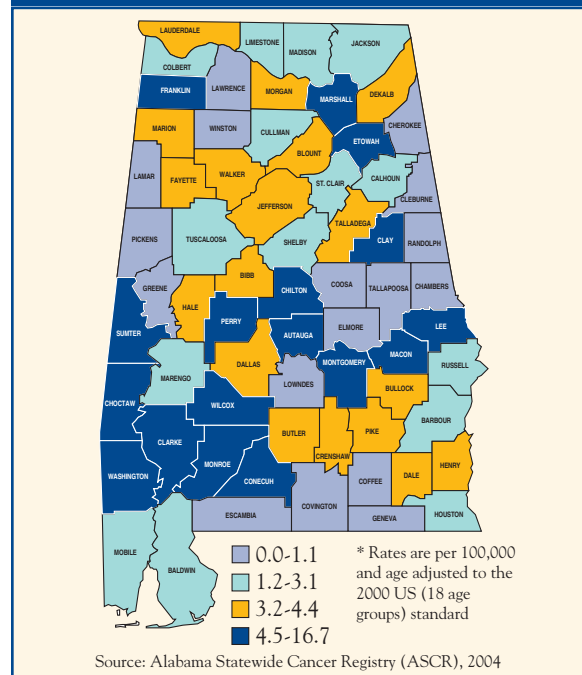 LAUDERDALE
LIMESTONE
MADISON
JACKSON
COLBERT
FRANKLIN
LAWRENCE
MORGAN
MARSHALL
DEKALB
CHEROKEE
MARION
WINSTON
CULLMAN
ETOWAH
BLOUNT
LAMAR
FAYETTE
WALKER
ST. CLAIR
CALHOUN
CLEBURNE
JEFFERSON
TALLADEGA
PICKENS
TUSCALOOSA
SHELBY
CLAY
RANDOLPH
BIBB
GREENE
HALE
CHILTON
COOSA
TALLAPOOSA
CHAMBERS
SUMTER
PERRY
AUTAUGA
ELMORE
LEE
MARENGO
DALLAS
MONTGOMERY
MACON
RUSSELL
LOWNDES
BULLOCK
CHOCTAW
WILCOX
BARBOUR
CLARKE
BUTLER
CRENSHAW
PIKE
MONROE
HENRY
WASHINGTON
CONECUH
COFFEE
DALE
COVINGTON
ESCAMBIA
GENEVA
HOUSTON
MOBILE
BALDWIN
0.0-1.1
1.2-3.1
3.2-4.4
4.5-16.7
* Rates are per 100,000
and age adjusted to the
2000 US (18 age
groups) standard
Source: Alabama Statewide Cancer Registry (ASCR), 2004